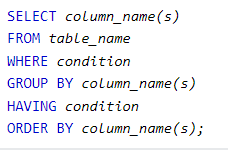 SELECT column_name(s)
FROM table_name
WHERE condition
GROUP BY column_name(s)
HAVING condition
ORDER BY column_name(s);